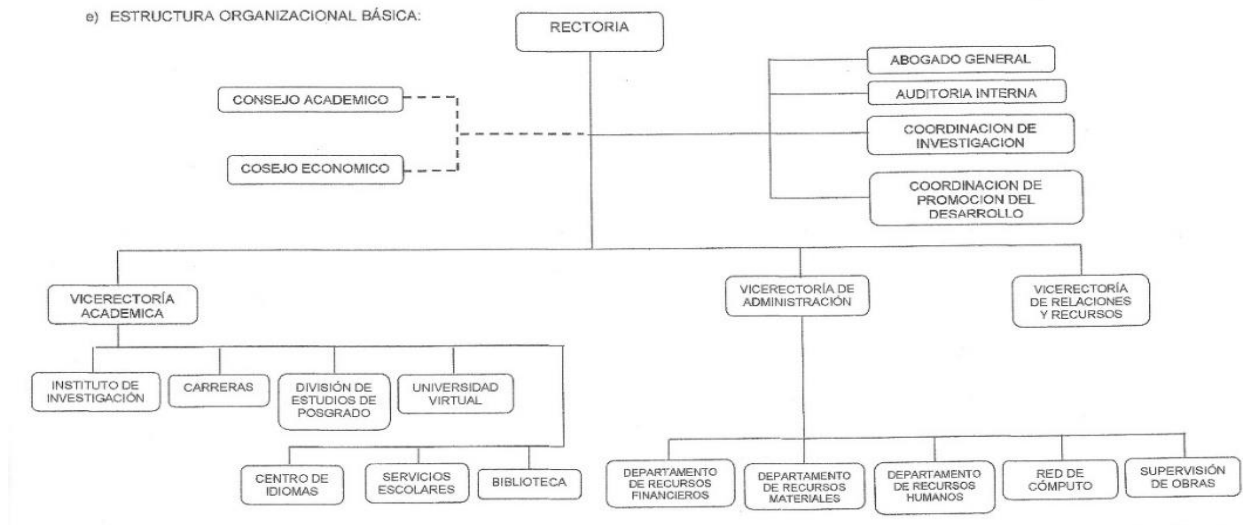 e) ESTRUCTURA ORGANIZACIONAL BÁSICA:
RECTORIA
ABOGADO GENERAL
CONSEJO ACADEMICO
AUDITORIA INTERNA
COORDINACION DE
INVESTIGACION
COSEJO ECONOMICO
COORDINACION DE
PROMOCION DEL
DESARROLLO
VICERECTORÍA
ACADEMICA
VICERECTORÍA DE
ADMINISTRACIÓN
VICERECTORÍA
DE RELACIONES
Y RECURSOS
INSTITUTO DE
INVESTIGACIÓN
CARRERAS
DIVISIÓN DE
ESTUDIOS DE
POSGRADO
UNIVERSIDAD
VIRTUAL
CENTRO DE
IDIOMAS
SERVICIOS
ESCOLARES
BIBLIOTECA
DEPARTAMENTO
DE RECURSOS
FINANCIEROS
DEPARTAMENTO
DE RECURSOS
MATERIALES
DEPARTAMENTO
DE RECURSOS
HUMANOS
RED DE
CÓMPUTO
SUPERVISIÓN
DE OBRAS